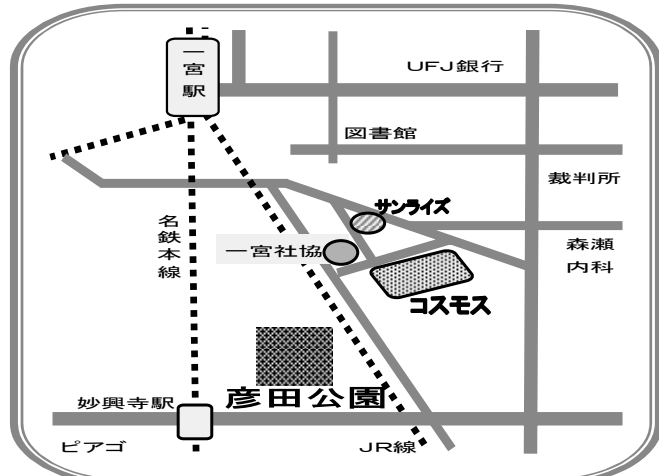 一宮駅
UFJ銀行
図書館
裁判所
サンライズ
名鉄本線
一宮社協
森瀬
内科
コスモス
彦田公園
妙興寺駅
ピアゴ
JR線